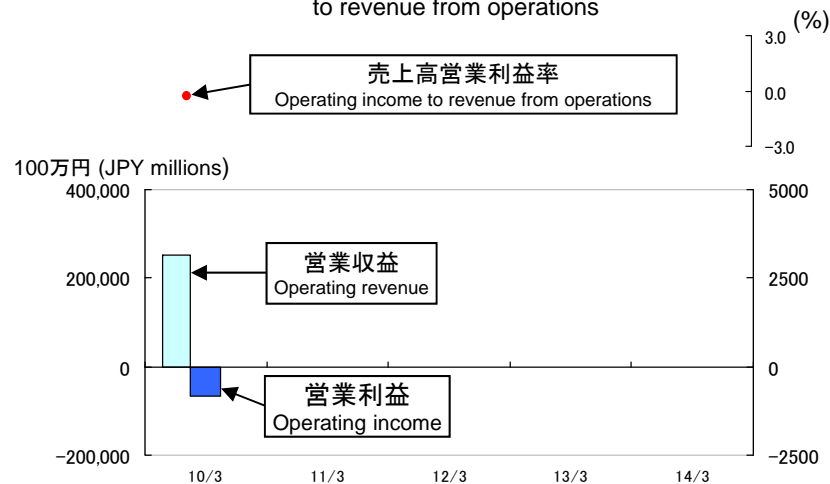 to revenue from operations
(%)
3.0
売上高営業利益率
Operating income to revenue from operations
0.0
−3.0
100万円 (JPY millions)
400,000
5000
営業収益
Operating revenue
200,000
2500
0
0
営業利益
Operating income
−200,000
−2500
10/3
11/3
12/3
13/3
14/3